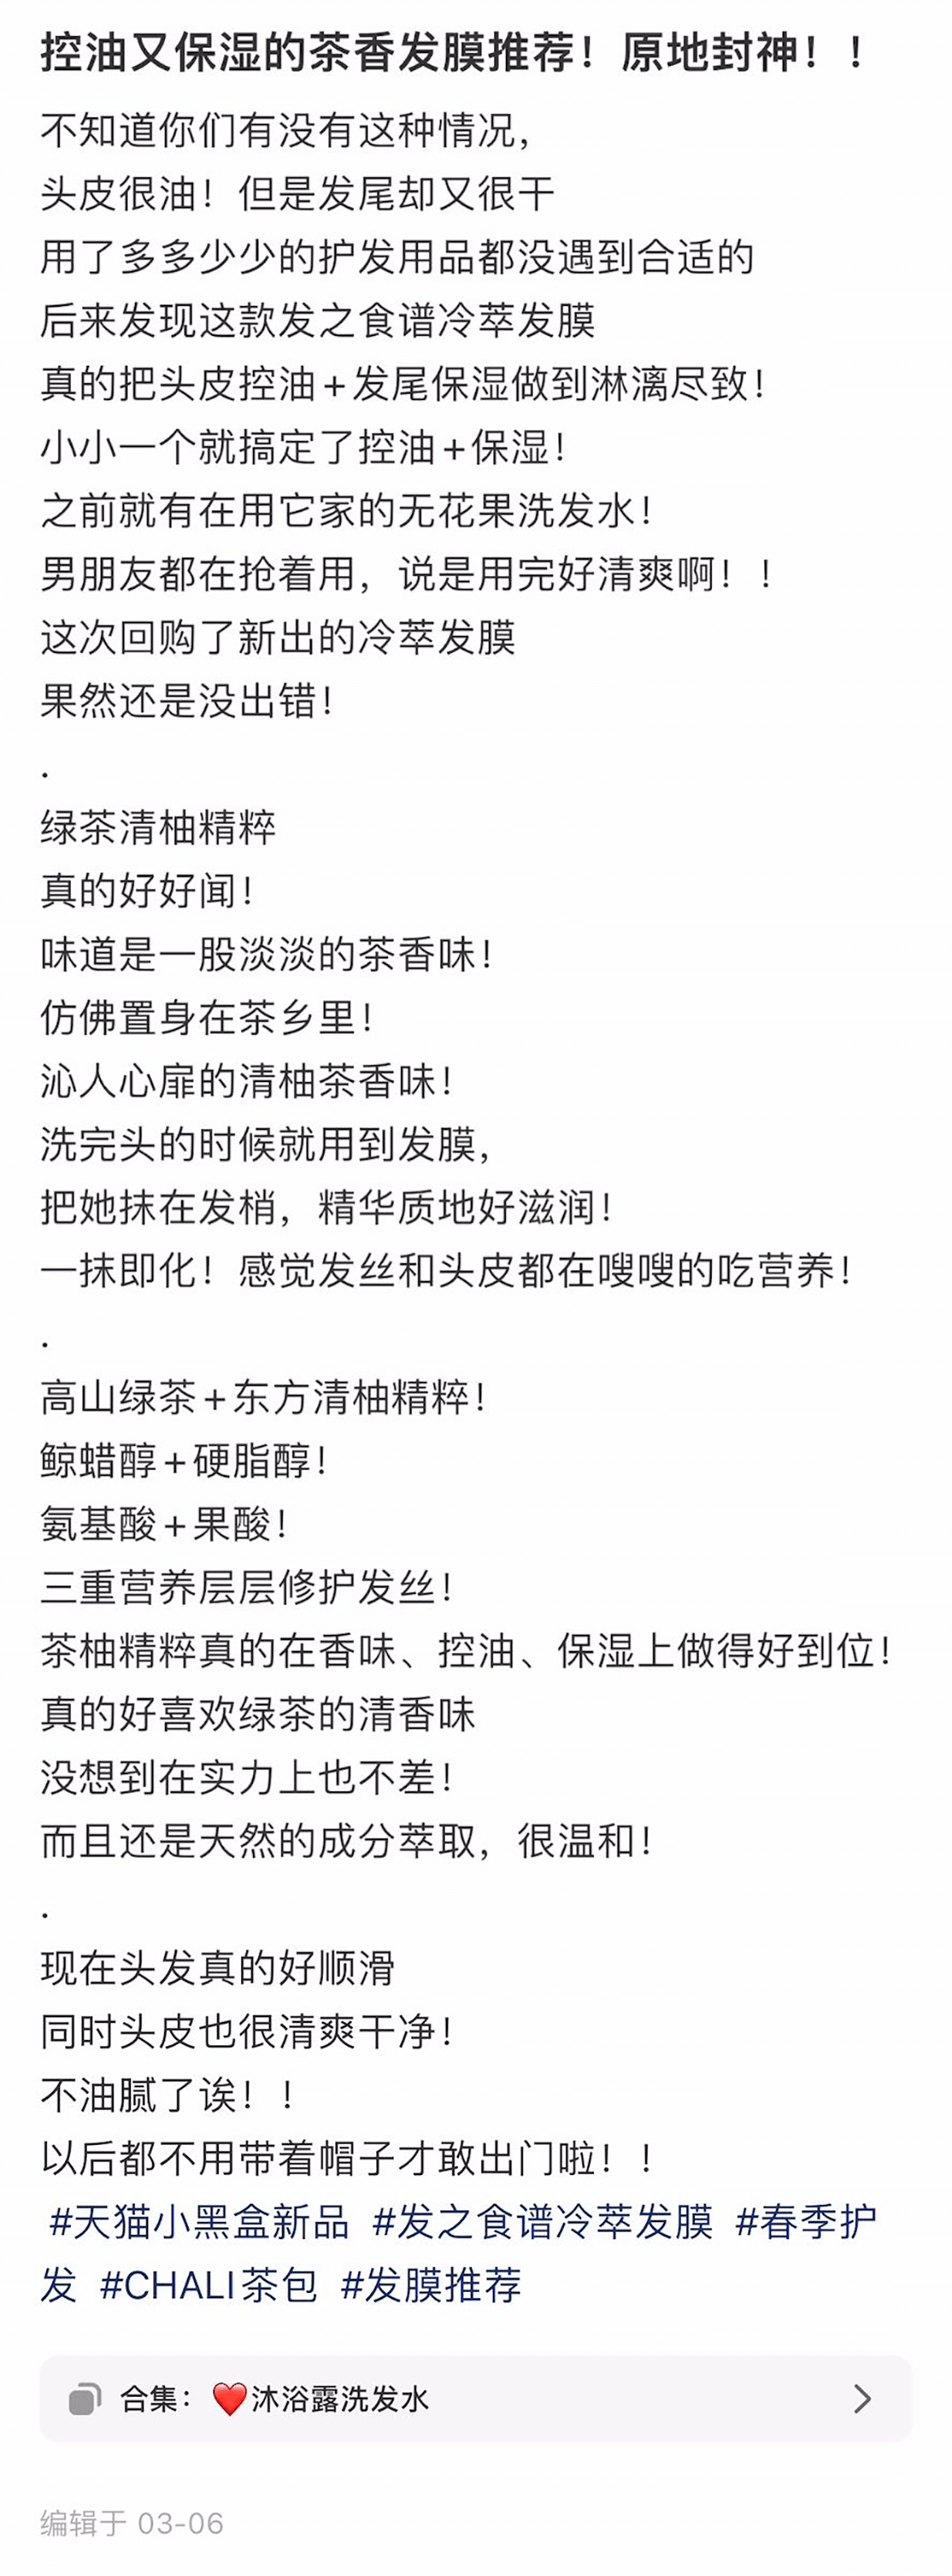 控油又保湿的茶香发膜推荐！原地封神！！
不知道你们有没有这种情况，
头皮很油！但是发尾却又很干
用了多多少少的护发用品都没遇到合适的
后来发现这款发之食谱冷萃发膜
真的把头皮控油+发尾保湿做到淋漓尽致！
小小一个就搞定了控油+保湿！
之前就有在用它家的无花果洗发水！
男朋友都在抢着用，说是用完好清爽啊！！
这次回购了新出的冷萃发膜
果然还是没出错！
.
绿茶清柚精粹
真的好好闻！
味道是一股淡淡的茶香味！
仿佛置身在茶乡里！
沁人心扉的清柚茶香味！
洗完头的时候就用到发膜，
把她抹在发梢，精华质地好滋润！
一抹即化！感觉发丝和头皮都在嗖嗖的吃营养！
.
高山绿茶+东方清柚精粹！
鲸蜡醇+硬脂醇！
氨基酸+果酸！
三重营养层层修护发丝！
茶柚精粹真的在香味、控油、保湿上做得好到位！
真的好喜欢绿茶的清香味
没想到在实力上也不差！
而且还是天然的成分萃取，很温和！
.
现在头发真的好顺滑
同时头皮也很清爽干净！
不油腻了诶！！
以后都不用带着帽子才敢出门啦！！
#天猫小黑盒新品 #发之食谱冷萃发膜 #春季护
发 #CHALI茶包 #发膜推荐
合集：❤️沐浴露洗发水
编辑于 03-06